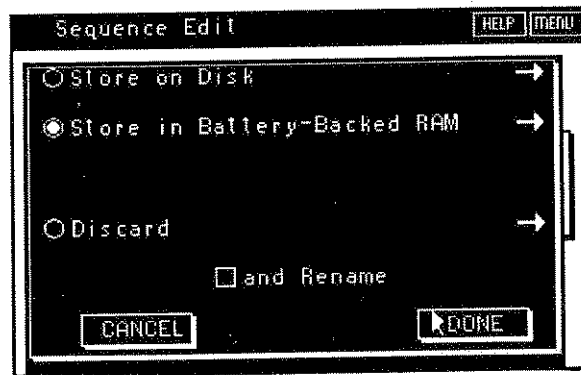 Sequence Edit HELP MENU
Store on Disk
Store in Battery-Backed RAM
Discard
and Rename
CANCEL DONE